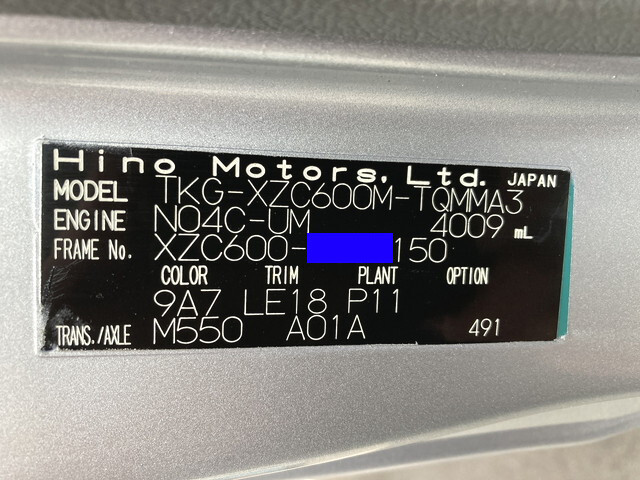 Hino Motors, Ltd. JAPAN
MODEL TKG-XZC600M-TQMMA3
ENGINE N04C-UM 4009 mL
FRAME No. XZC600- 150
COLOR TRIM PLANT OPTION
9A7 LE18 P11
TRANS./AXLE M550 A01A 491